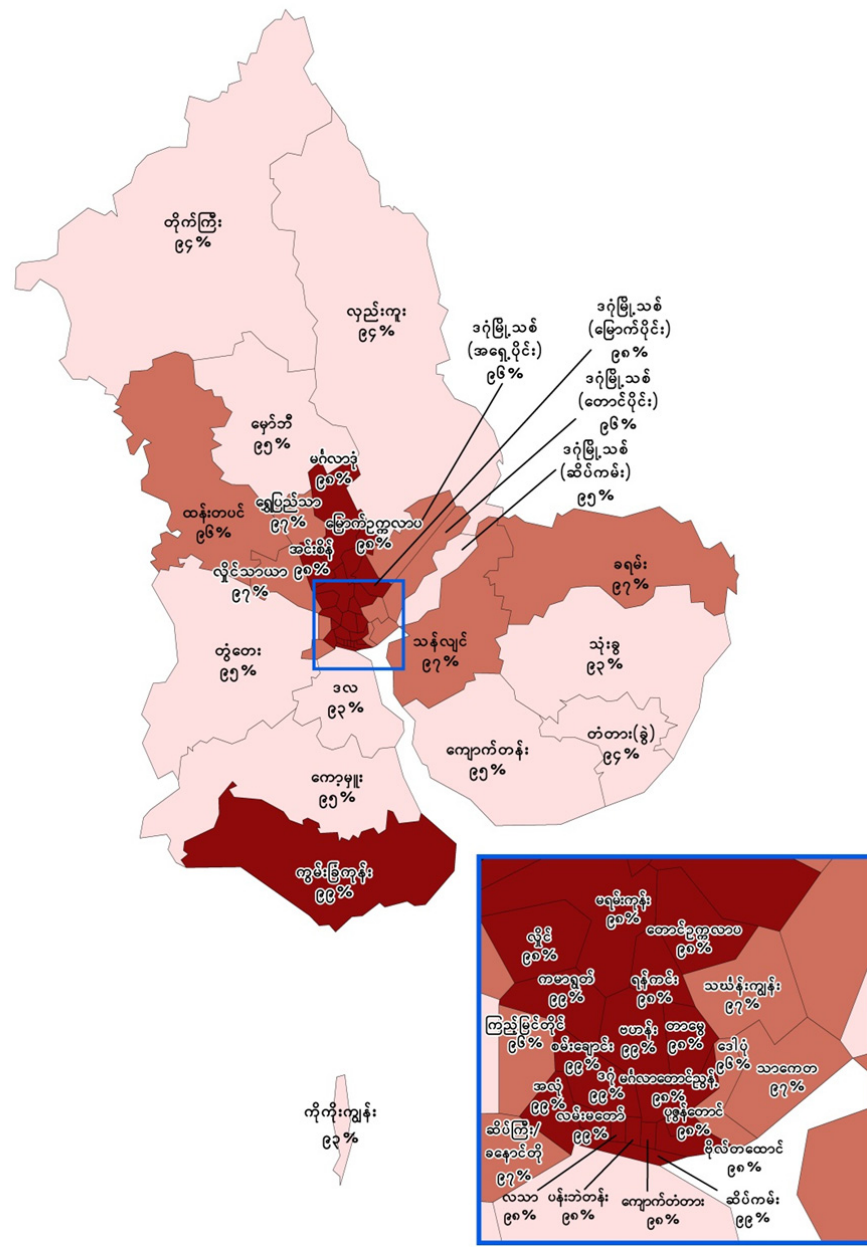 တိုက်ကြီး
၉၄%
လှည်းကူး
၉၄%
ဒဂုံမြို့သစ်
(အရှေ့ပိုင်း)
၉၆%
ဒဂုံမြို့သစ်
(မြောက်ပိုင်း)
၉၈%
ဒဂုံမြို့သစ်
(တောင်ပိုင်း)
၉၆%
ဒဂုံမြို့သစ်
(ဆိပ်ကမ်း)
၉၅%
မှော်ဘီ
၉၅%
မင်္ဂလာဒုံ
၉၈%
ရွှေပြည်သာ
၉၇%
ထန်းတပင်
၉၆%
မြောက်ဥက္ကလာပ
၉၈%
အင်းစိန်
၉၈%
လှိုင်သာယာ
၉၇%
ခရမ်း
၉၇%
တွံတေး
၉၅%
သန်လျင်
၉၇%
သုံးခွ
၉၃%
ဒလ
၉၃%
တံတား(ခွဲ)
၉၄%
ကျောက်တန်း
၉၅%
ကော့မှူး
၉၅%
ကွမ်းခြံကုန်း
၉၉%
ကိုကိုးကျွန်း
၉၃%
မရမ်းကုန်း
၉၈%
လှိုင်
၉၈%
တောင်ဥက္ကလာပ
၉၈%
ကမာရွတ်
၉၉%
ရန်ကင်း
၉၈%
သင်္ဃန်းကျွန်း
၉၇%
ကြည့်မြင်တိုင်
၉၆%
စမ်းချောင်း
၉၉%
ဗဟန်း
၉၉%
တာမွေ
၉၈%
ဒေါပုံ
၉၆%
သာကေတ
၉၇%
အလုံ
၉၉%
ဒဂုံ
၉၉%
မင်္ဂလာတောင်ညွန့်
၉၈%
လမ်းမတော်
၉၉%
ပုဇွန်တောင်
၉၈%
ဆိပ်ကြီး/
ခနောင်တို
၉၇%
ဗိုလ်တထောင်
၉၈%
လသာ
၉၈%
ပန်းဘဲတန်း
၉၈%
ကျောက်တံတား
၉၈%
ဆိပ်ကမ်း
၉၉%